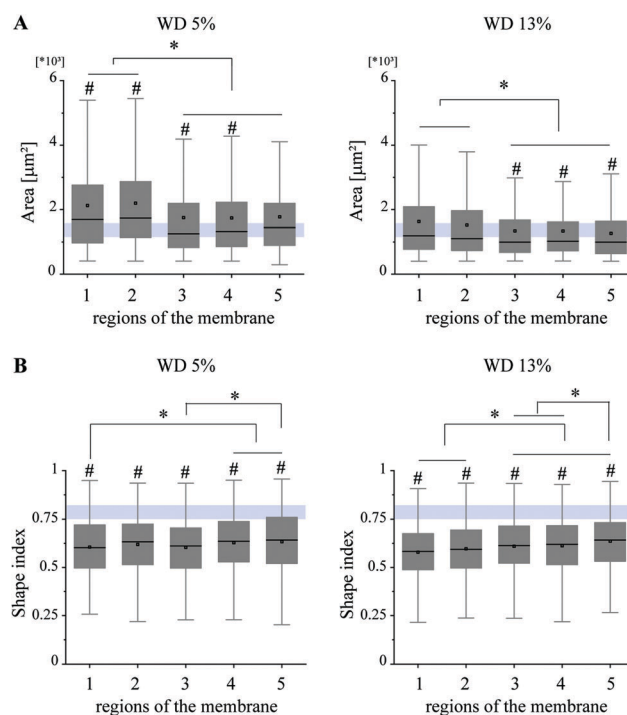 A
WD 5%
WD 13%
[*10³]
[*10³]
*
*
6
# #
# #
4
2
0
Area [µm²]
1 2 3 4 5
regions of the membrane
6
# # #
4
2
0
Area [µm²]
1 2 3 4 5
regions of the membrane
B
WD 5%
WD 13%
*
*
*
*
1
# # # # #
0.75
0.5
0.25
0
Shape index
1 2 3 4 5
regions of the membrane
1
# # # # #
0.75
0.5
0.25
0
Shape index
1 2 3 4 5
regions of the membrane